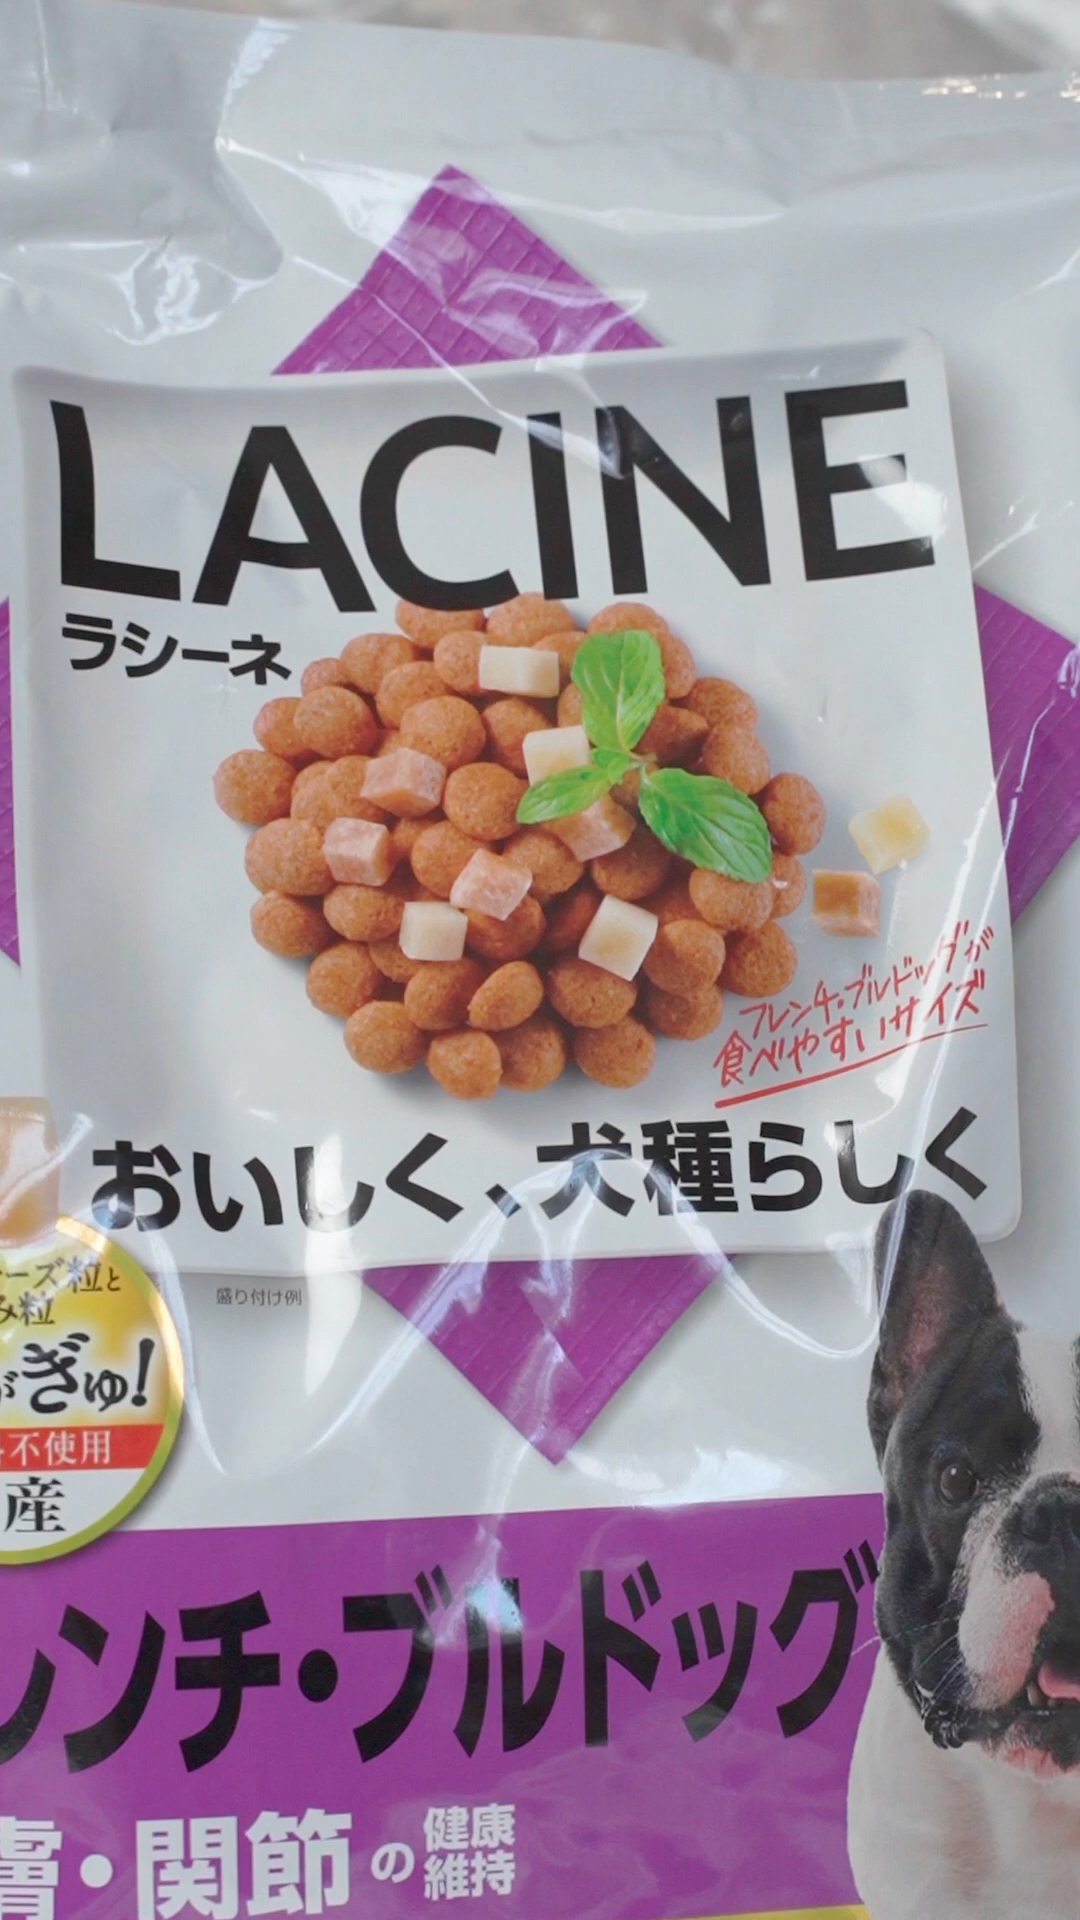 LACINE
ラシーネ
フレンチ・ブルドッグが
食べやすいサイズ
おいしく、犬種らしく
盛り付け例
ーズ粒と
み粒
がぎゅ!
不使用
産
レンチ・ブルドッグ
膚・関節の健康
維持